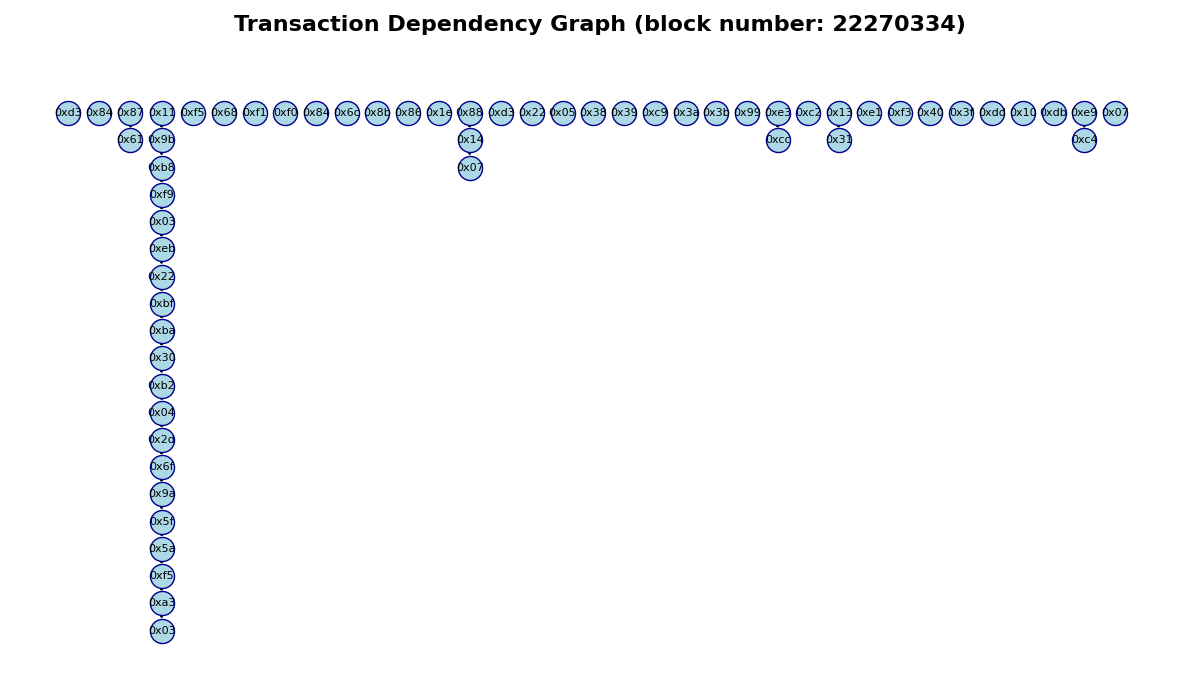 Transaction Dependency Graph (block number: 22270334)
0xd3 0x84 0x87 0x11 0xf5 0x68 0xf1 0xf0 0x84 0x6c 0x8b 0x86 0x1e 0x88 0xd3 0x22 0x05 0x38 0x39 0xc9 0x3a 0x3b 0x99 0xe3 0xc2 0x13 0xe1 0xf3 0x40 0x3f 0xdd 0x10 0xdb 0xe9 0x07
0x61 0x9b 0x14 0xcc 0x31 0xc4
0xb8 0x07
0xf9
0x03
0xeb
0x22
0xbf
0xba
0x30
0xb2
0x04
0x2d
0x6f
0x9a
0x5f
0x5a
0xf5
0xa3
0x03